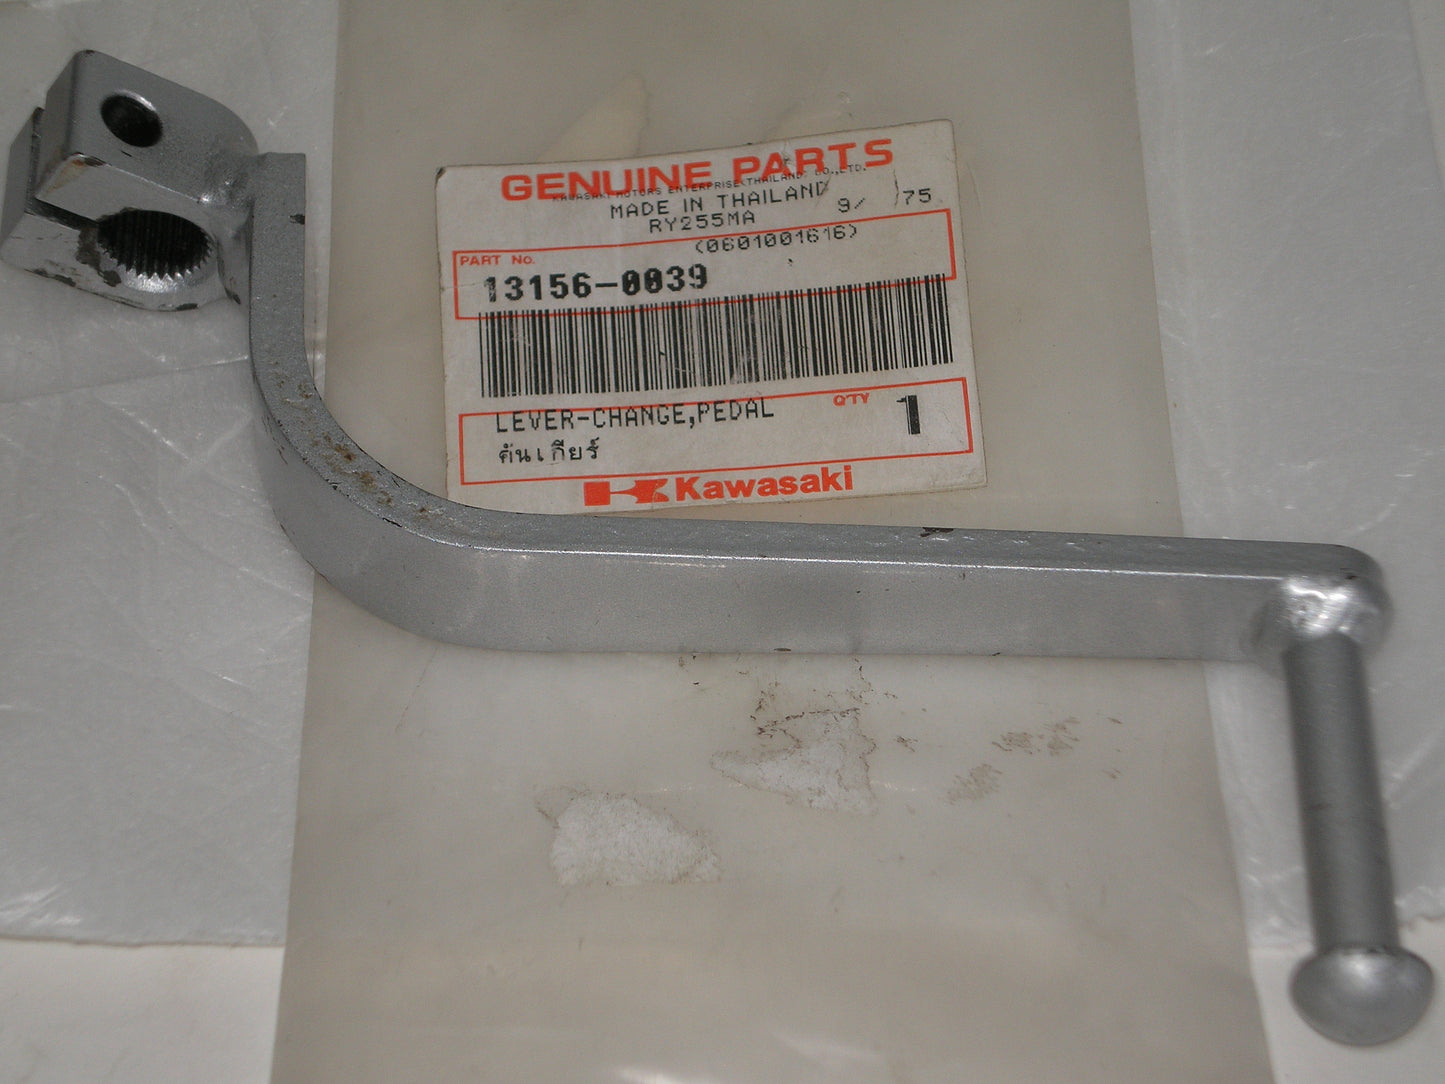 GENUINE PARTS
KAWASAKI MOTORS ENTERPRISE THAILAND CO.,LTD.
MADE IN THAILAND 9/ 75
RY255MA
(0601001616)
PART No.
13156-0039
LEVER-CHANGE,PEDAL
QTY 1
คันเกียร์
Kawasaki